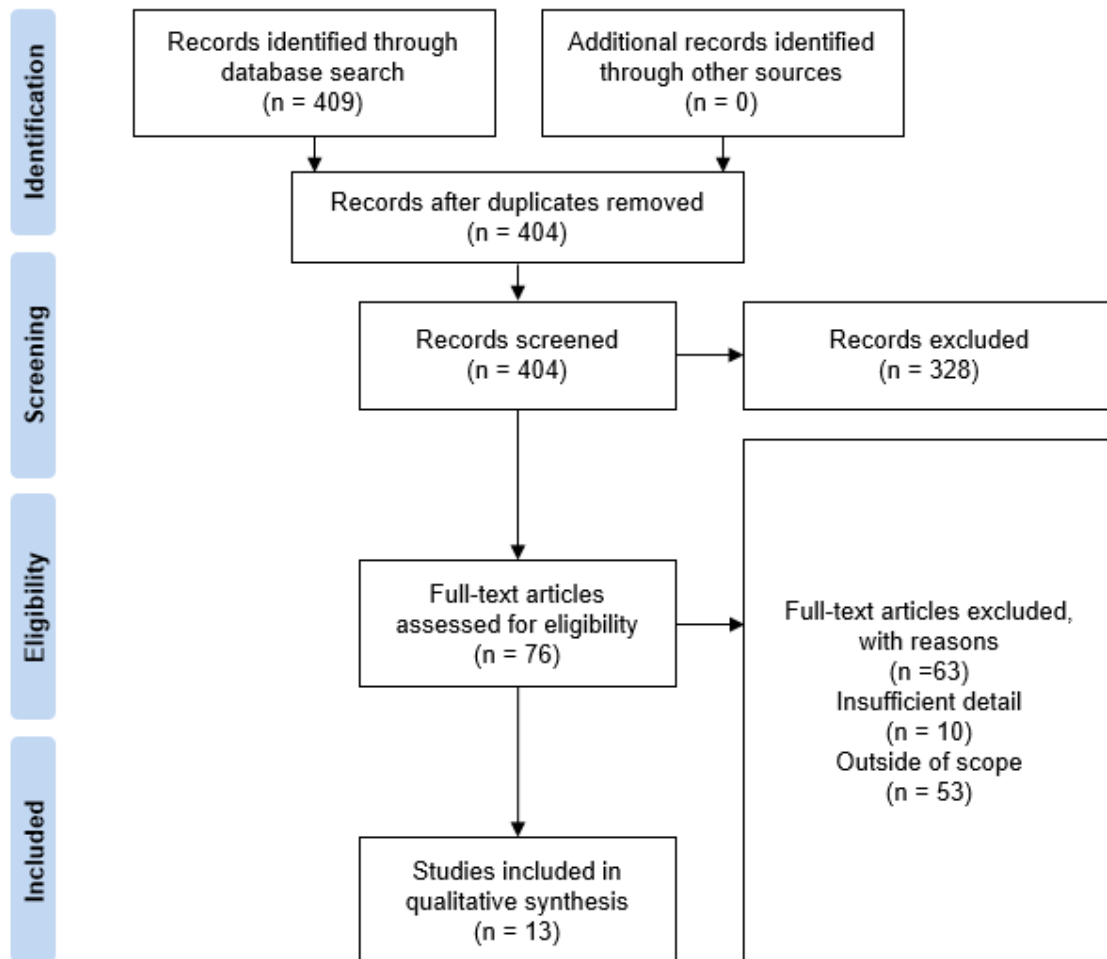 Identification
Records identified through
database search
(n = 409)
Additional records identified
through other sources
(n = 0)
Records after duplicates removed
(n = 404)
Screening
Records screened
(n = 404)
Records excluded
(n = 328)
Eligibility
Full-text articles
assessed for eligibility
(n = 76)
Full-text articles excluded,
with reasons
(n =63)
Insufficient detail
(n = 10)
Outside of scope
(n = 53)
Included
Studies included in
qualitative synthesis
(n = 13)